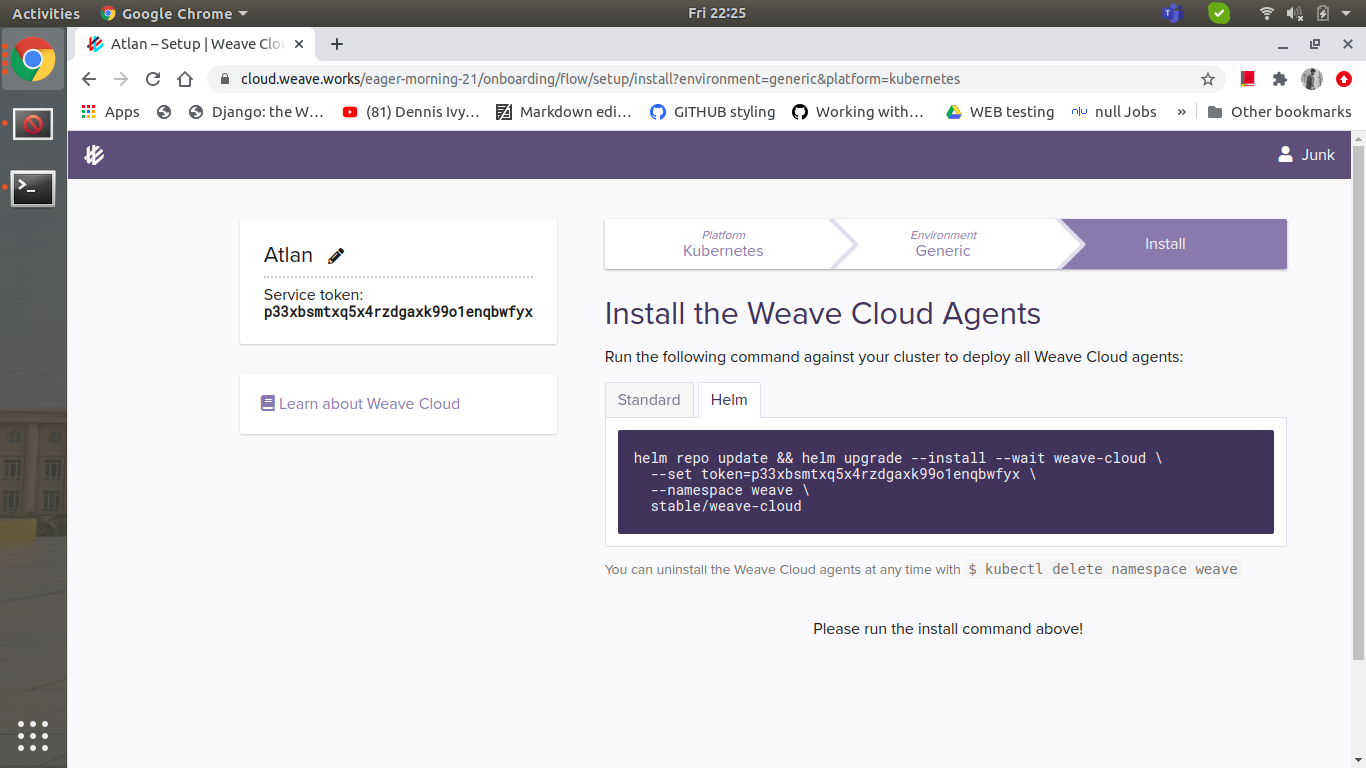 Activities
Google Chrome
Fri 22:25
Atlan – Setup | Weave Clo
cloud.weave.works/eager-morning-21/onboarding/flow/setup/install?environment=generic&platform=kubernetes
Apps
Django: the W...
(81) Dennis Ivy...
Markdown edi...
GITHUB styling
Working with...
WEB testing
null Jobs
»
Other bookmarks
Junk
Atlan
Service token:
p33xbsmtxq5x4rzdgaxk99o1enqbwfyx
Learn about Weave Cloud
Platform
Kubernetes
Environment
Generic
Install
Install the Weave Cloud Agents
Run the following command against your cluster to deploy all Weave Cloud agents:
Standard
Helm
helm repo update && helm upgrade --install --wait weave-cloud \
--set token=p33xbsmtxq5x4rzdgaxk99o1enqbwfyx \
--namespace weave \
stable/weave-cloud
You can uninstall the Weave Cloud agents at any time with $ kubectl delete namespace weave
Please run the install command above!